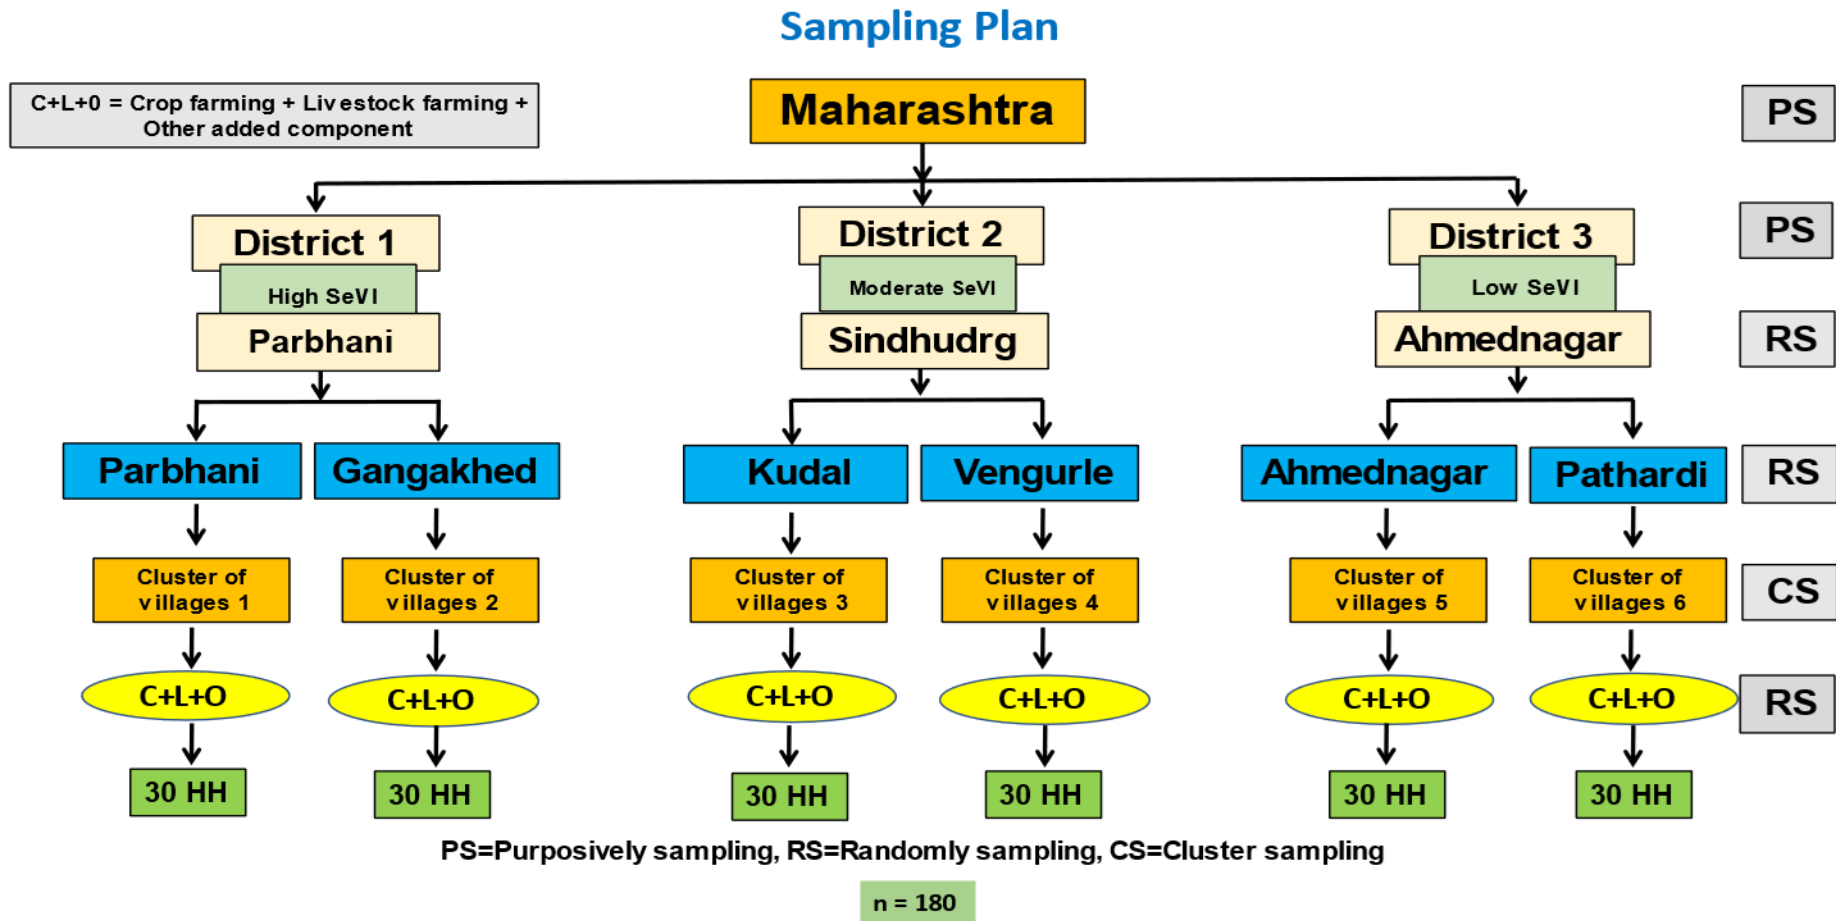 Sampling Plan
C+L+0 = Crop farming + Livestock farming +
Other added component
Maharashtra
PS
District 1
District 2
District 3
PS
High SeVI
Moderate SeVI
Low SeVI
Parbhani
Sindhudrg
Ahmednagar
RS
Parbhani
Gangakhed
Kudal
Vengurle
Ahmednagar
Pathardi
RS
Cluster of
villages 1
Cluster of
villages 2
Cluster of
villages 3
Cluster of
villages 4
Cluster of
villages 5
Cluster of
villages 6
CS
C+L+O
C+L+O
C+L+O
C+L+O
C+L+O
C+L+O
RS
30 HH
30 HH
30 HH
30 HH
30 HH
30 HH
PS=Purposively sampling, RS=Randomly sampling, CS=Cluster sampling
n = 180